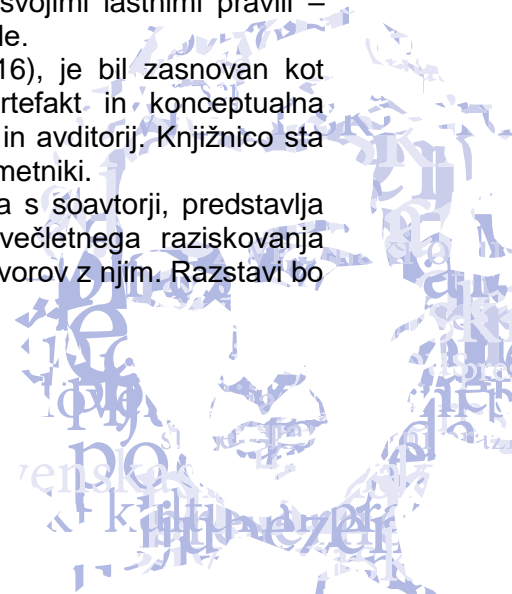 svojimi lastnimi pravili –
le.
16), je bil zasnovan kot
rtefakt in konceptualna
in avditorij. Knjižnico sta
metniki.
a s soavtorji, predstavlja
večletnega raziskovanja
vorov z njim. Razstavi bo